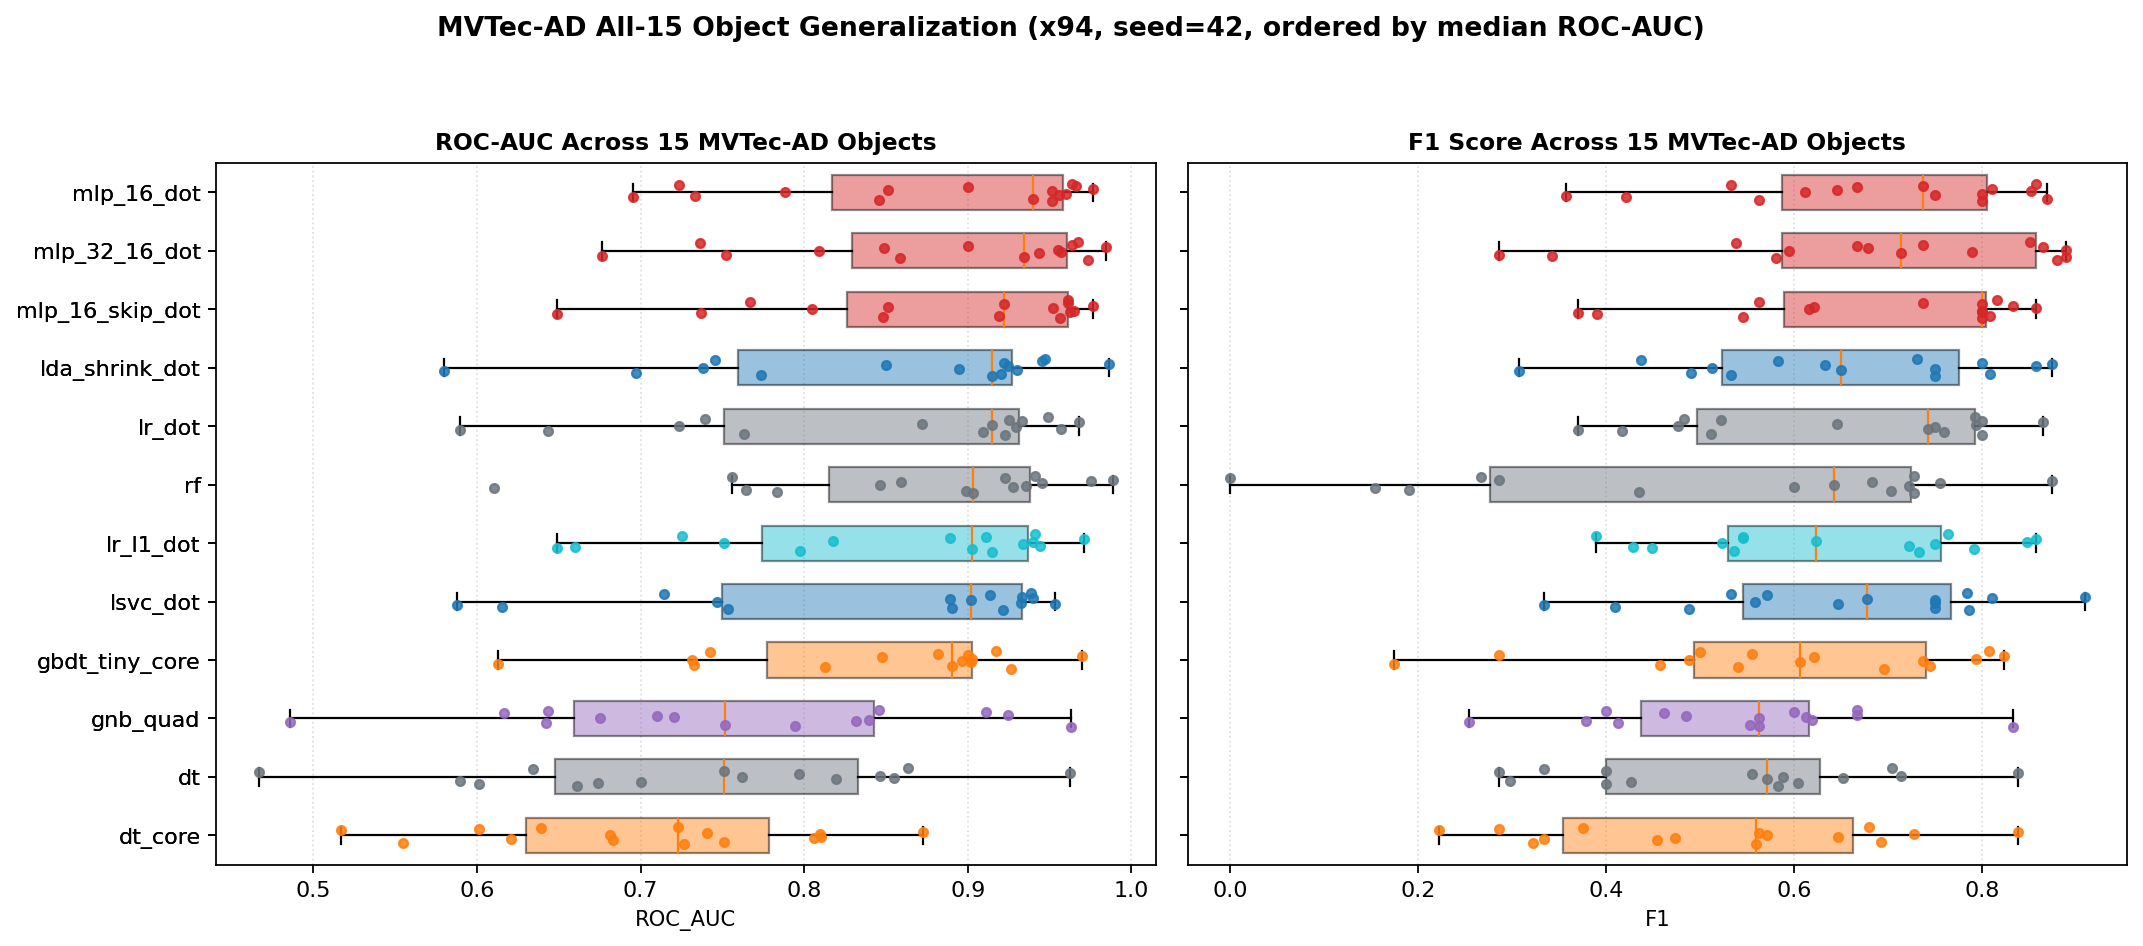 MVTec-AD All-15 Object Generalization (x94, seed=42, ordered by median ROC-AUC)
ROC-AUC Across 15 MVTec-AD Objects
F1 Score Across 15 MVTec-AD Objects
mlp_16_dot
mlp_32_16_dot
mlp_16_skip_dot
lda_shrink_dot
lr_dot
rf
lr_l1_dot
lsvc_dot
gbdt_tiny_core
gnb_quad
dt
dt_core
0.5 0.6 0.7 0.8 0.9 1.0
0.0 0.2 0.4 0.6 0.8
ROC_AUC
F1